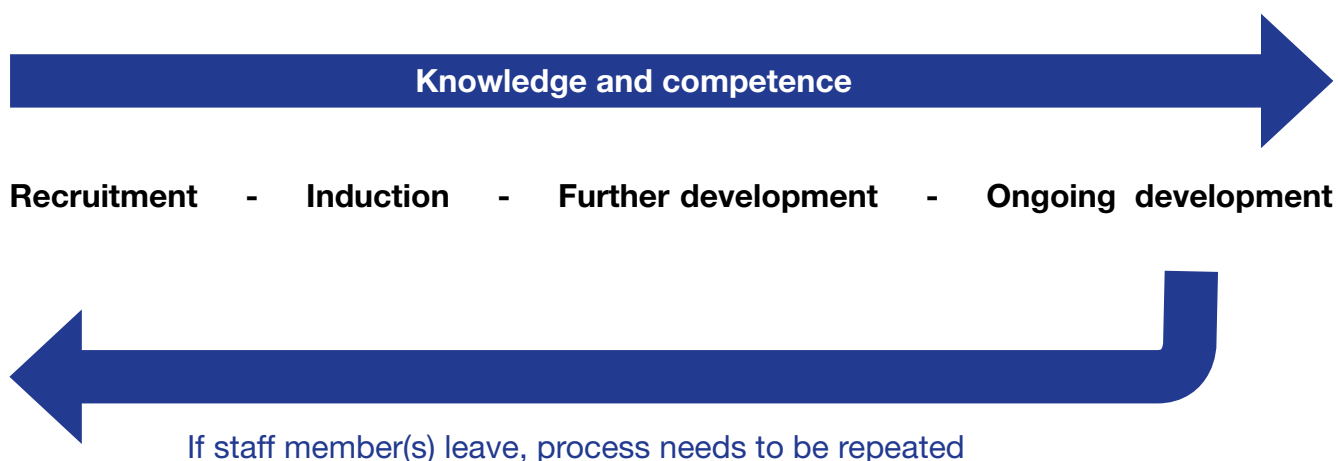 Knowledge and competence
Recruitment - Induction - Further development - Ongoing development
If staff member(s) leave, process needs to be repeated